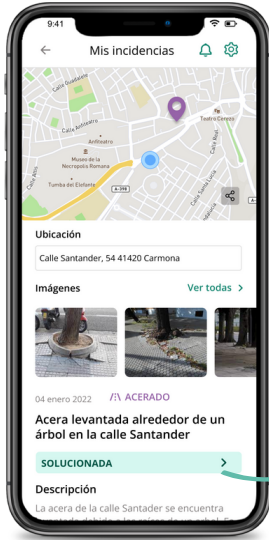 9:41
Mis incidencias
Calle Guadalete
Calle Anfiteatro
Anfiteatro
Museo de la
Necrópolis Romana
Tumba del Elefante
A-398
Teatro Cerezo
Calle Real
Calle Santa Lucía
Ubicación
Calle Santander, 54 41420 Carmona
Imágenes
Ver todas >
04 enero 2022
ACERADO
Acera levantada alrededor de un
árbol en la calle Santander
SOLUCIONADA >
Descripción
La acera de la calle Santader se encuentra